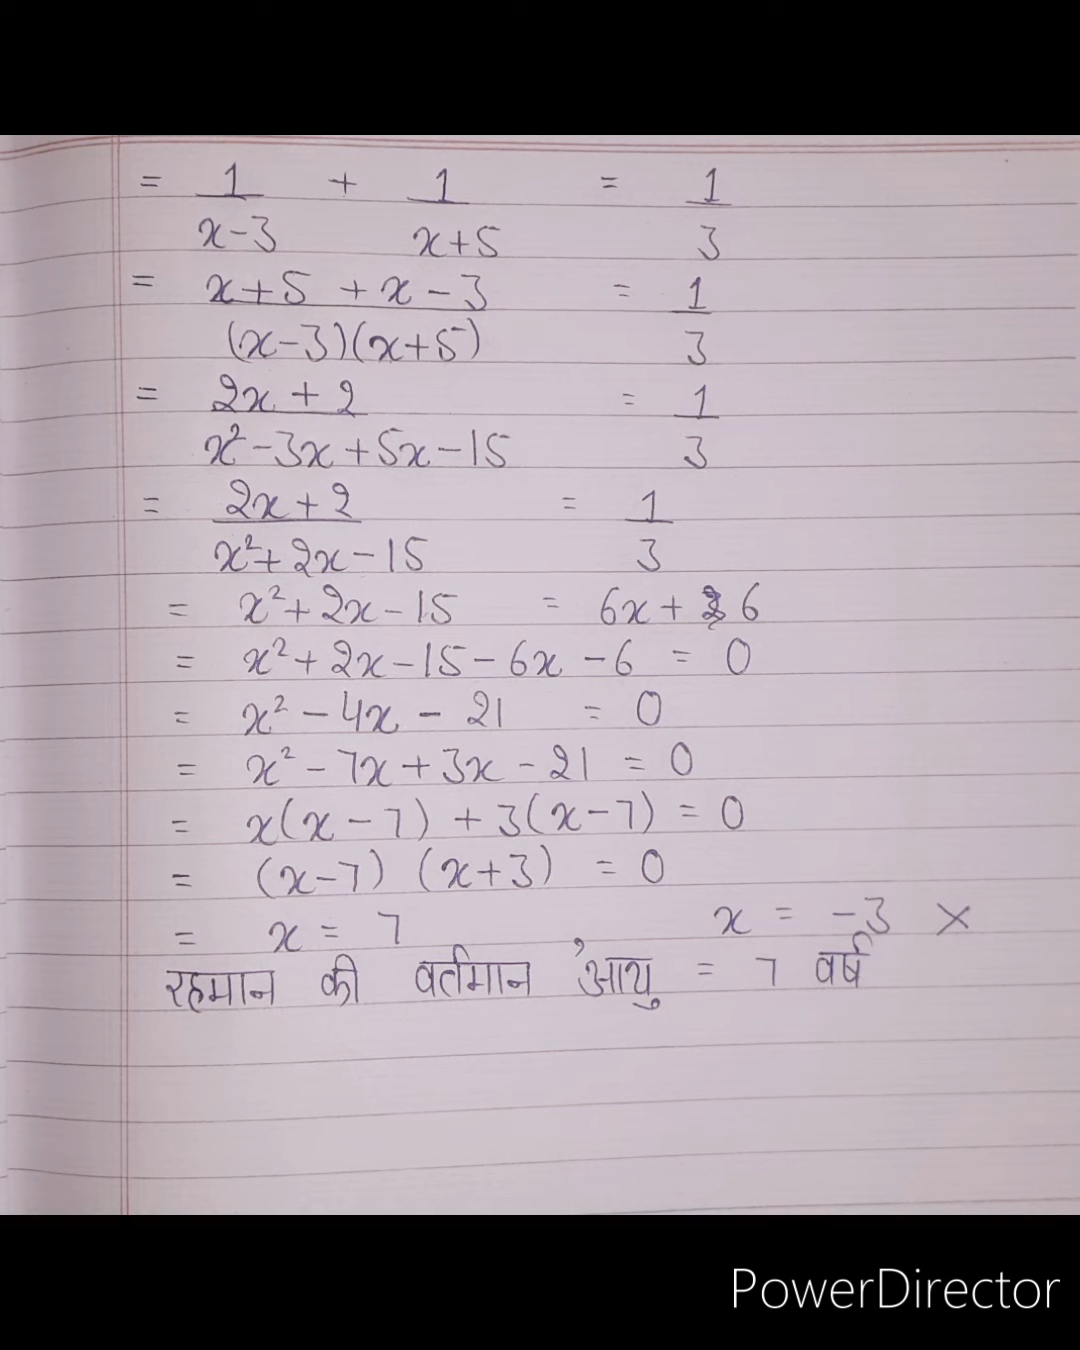 = 1/(x-3) + 1/(x+5) = 1/3
= (x+5+x-3)/((x-3)(x+5)) = 1/3
= (2x+2)/(x²-3x+5x-15) = 1/3
= (2x+2)/(x²+2x-15) = 1/3
= x²+2x-15 = 6x+6
= x²+2x-15-6x-6 = 0
= x²-4x-21 = 0
= x²-7x+3x-21 = 0
= x(x-7)+3(x-7) = 0
= (x-7) (x+3) = 0
= x = 7 x = -3 ×
रहमान की वर्तमान आयु = 7 वर्ष
PowerDirector